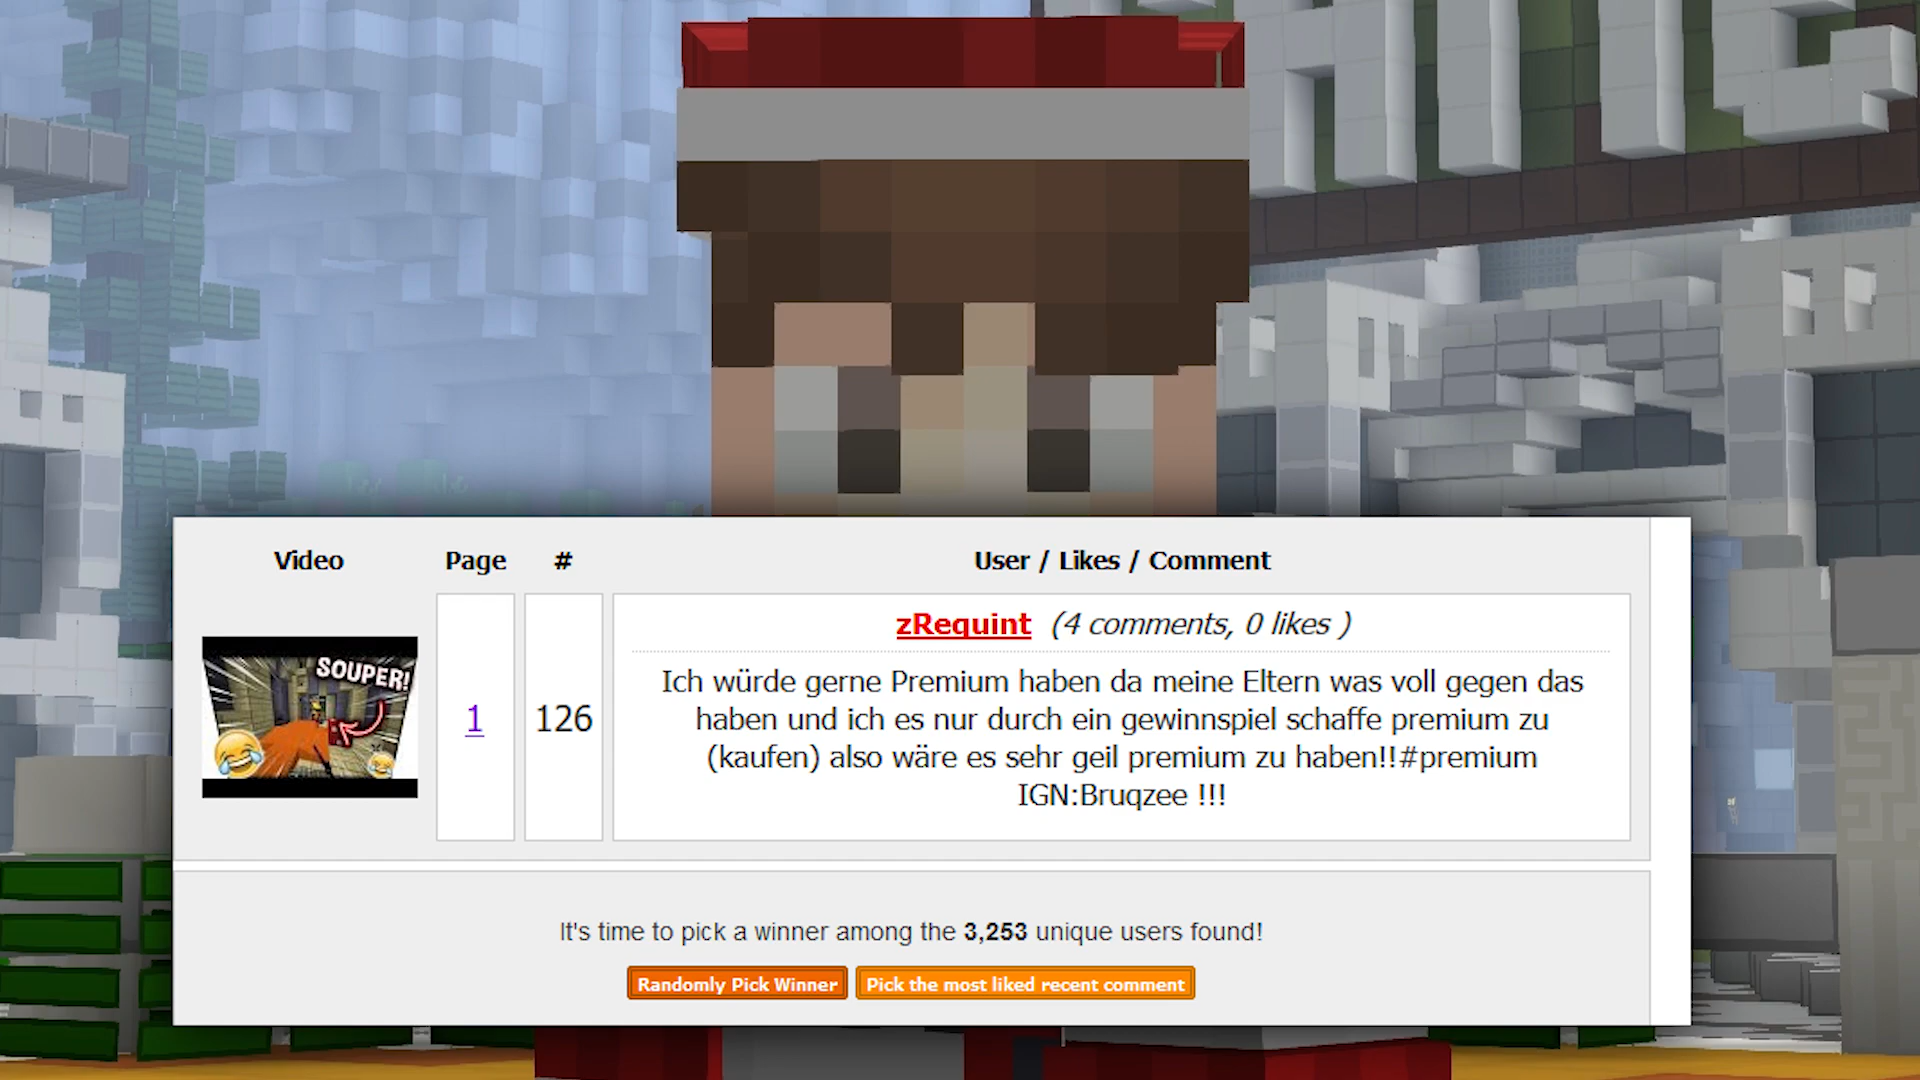 Video Page # User / Likes / Comment
SOUPER!
1
126
zRequint (4 comments, 0 likes )
Ich würde gerne Premium haben da meine Eltern was voll gegen das
haben und ich es nur durch ein gewinnspiel schaffe premium zu
(kaufen) also wäre es sehr geil premium zu haben!!#premium
IGN:Bruqzee !!!
It's time to pick a winner among the 3,253 unique users found!
Randomly Pick Winner
Pick the most liked recent comment